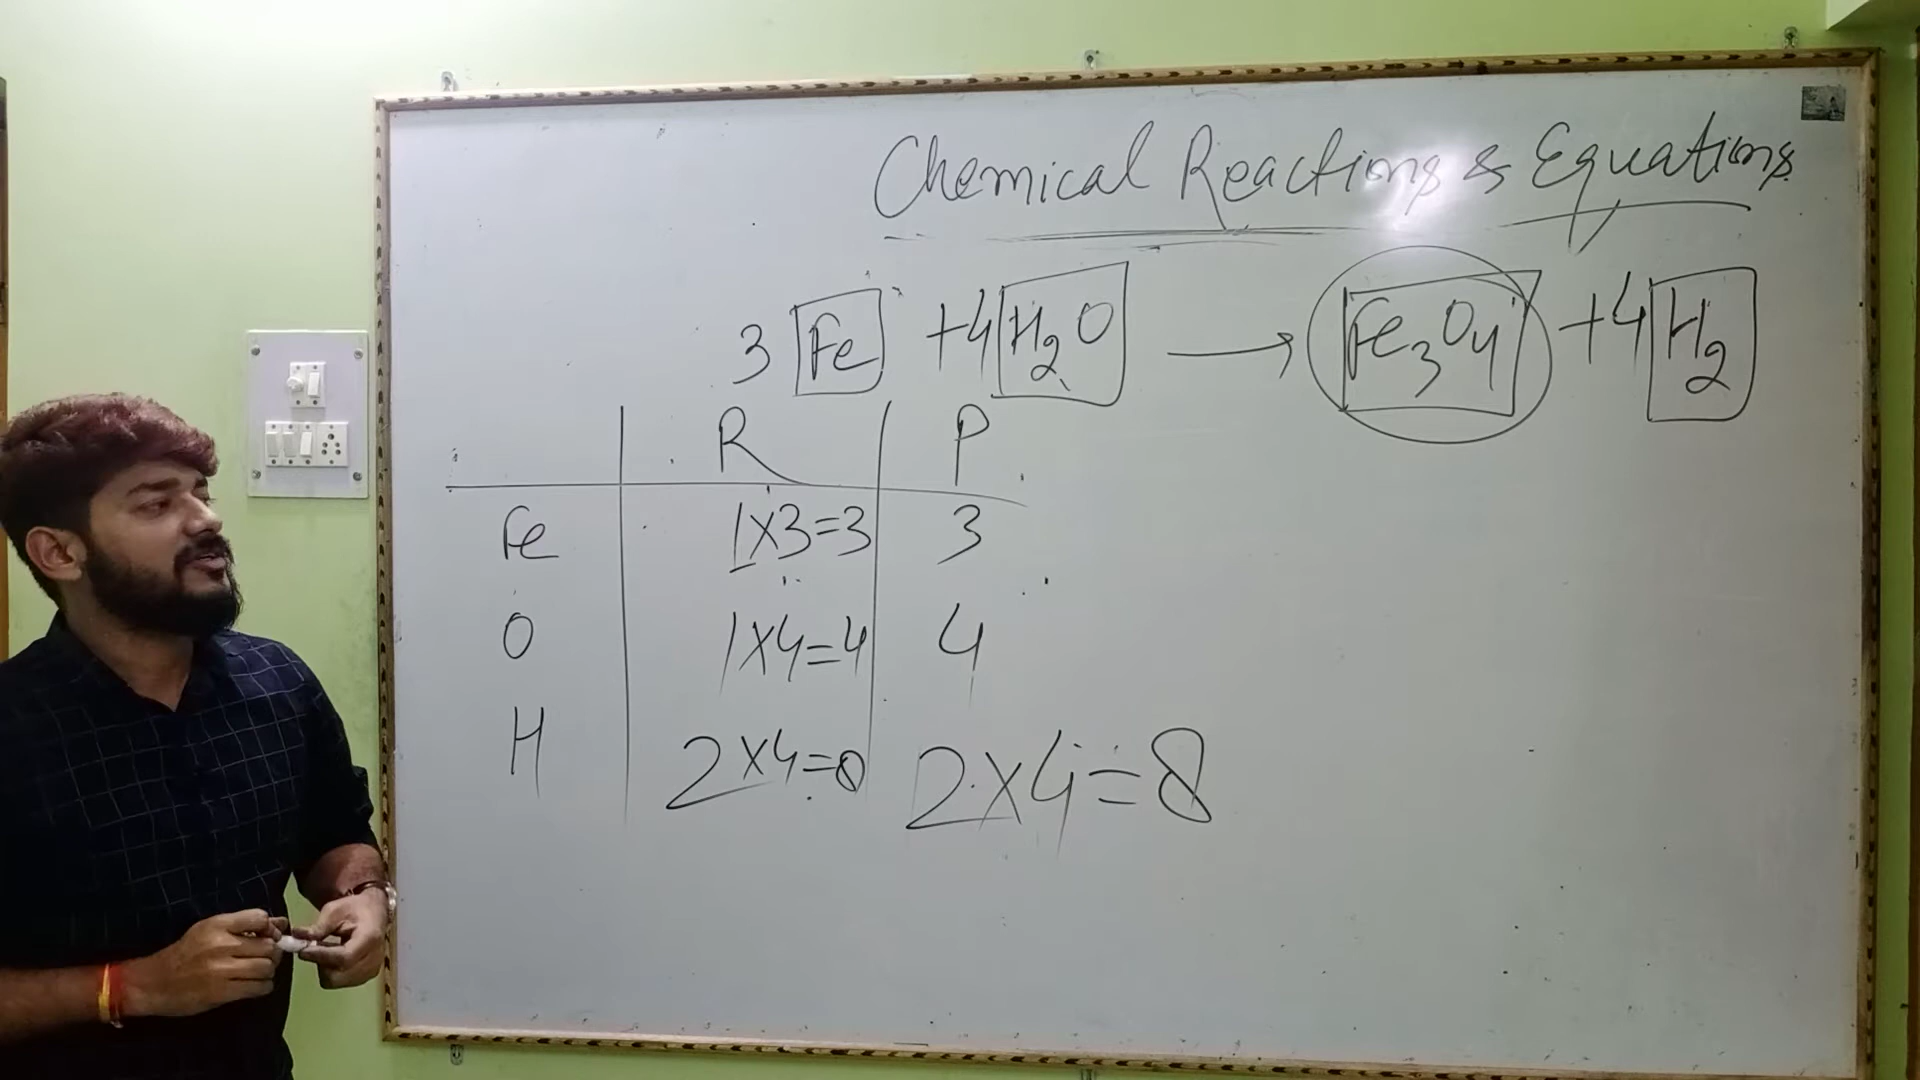 Chemical Reactions & Equations
3 Fe + 4 H₂O → Fe₃O₄ + 4 H₂
R P
Fe 1x3=3 3
O 1x4=4 4
H 2x4=8 2x4=8